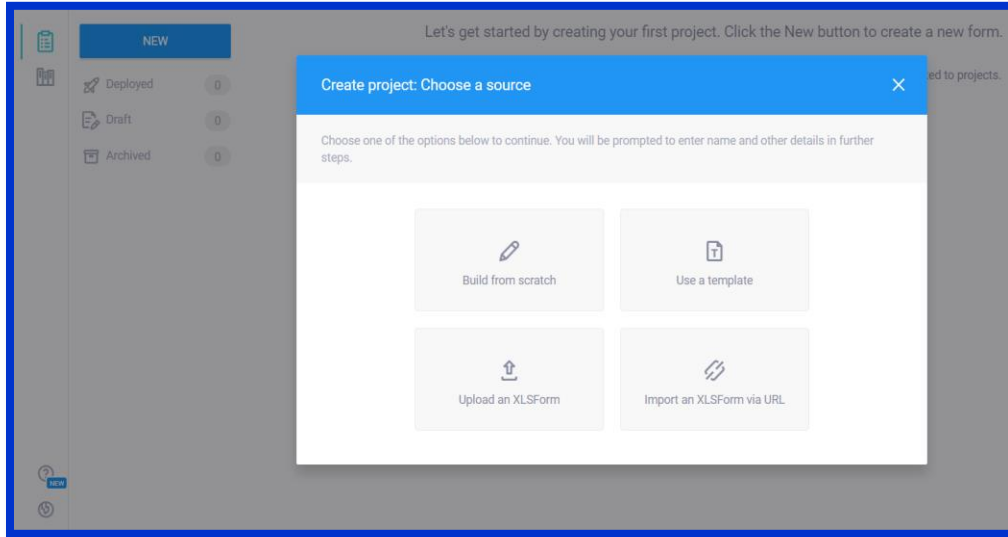 NEW
Let's get started by creating your first project. Click the New button to create a new form.
Deployed 0
Draft 0
Archived 0
ed to projects.
Create project: Choose a source
Choose one of the options below to continue. You will be prompted to enter name and other details in further
steps.
Build from scratch
Use a template
Upload an XLSForm
Import an XLSForm via URL
NEW